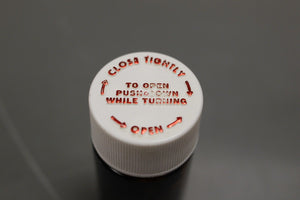 CLOSE TIGHTLY
TO OPEN
PUSH DOWN
WHILE TURNING
OPEN